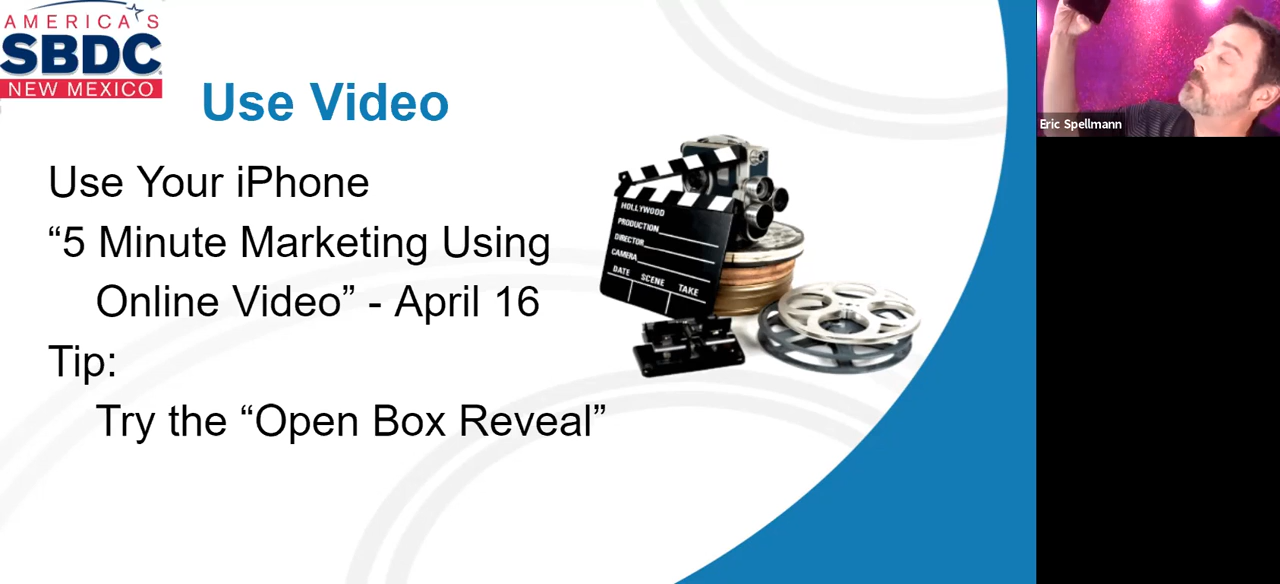 AMERICA'S
SBDC
NEW MEXICO
Use Video
Use Your iPhone
“5 Minute Marketing Using
Online Video” - April 16
Tip:
Try the “Open Box Reveal”
HOLLYWOOD
PRODUCTION
DIRECTOR
CAMERA
DATE SCENE TAKE
Eric Spellmann